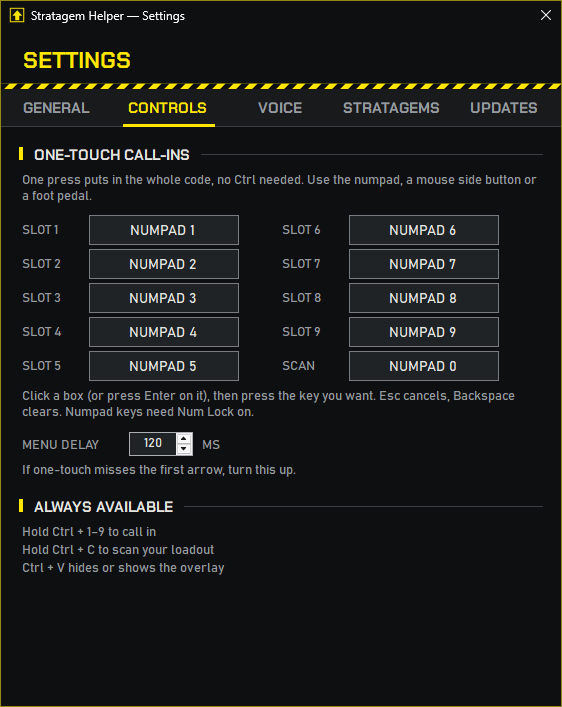 Stratagem Helper — Settings
SETTINGS
GENERAL CONTROLS VOICE STRATAGEMS UPDATES
ONE-TOUCH CALL-INS
One press puts in the whole code, no Ctrl needed. Use the numpad, a mouse side button or
a foot pedal.
SLOT 1 NUMPAD 1 SLOT 6 NUMPAD 6
SLOT 2 NUMPAD 2 SLOT 7 NUMPAD 7
SLOT 3 NUMPAD 3 SLOT 8 NUMPAD 8
SLOT 4 NUMPAD 4 SLOT 9 NUMPAD 9
SLOT 5 NUMPAD 5 SCAN NUMPAD 0
Click a box (or press Enter on it), then press the key you want. Esc cancels, Backspace
clears. Numpad keys need Num Lock on.
MENU DELAY 120 MS
If one-touch misses the first arrow, turn this up.
ALWAYS AVAILABLE
Hold Ctrl + 1–9 to call in
Hold Ctrl + C to scan your loadout
Ctrl + V hides or shows the overlay